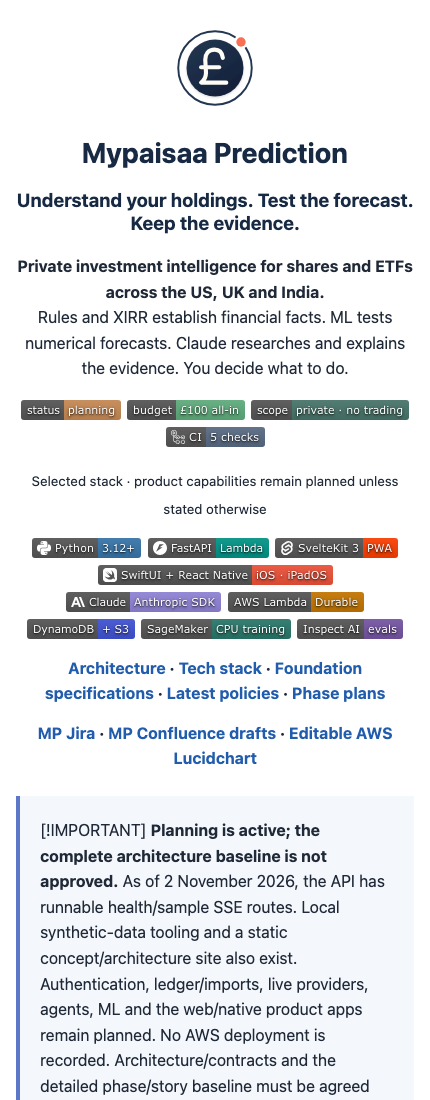 £
Mypaisaa Prediction
Understand your holdings. Test the forecast.
Keep the evidence.
Private investment intelligence for shares and ETFs
across the US, UK and India.
Rules and XIRR establish financial facts. ML tests
numerical forecasts. Claude researches and explains
the evidence. You decide what to do.
status planning budget £100 all-in scope private · no trading
CI 5 checks
Selected stack · product capabilities remain planned unless
stated otherwise
Python 3.12+ FastAPI Lambda SvelteKit 3 PWA
SwiftUI + React Native iOS · iPadOS
Claude Anthropic SDK AWS Lambda Durable
DynamoDB + S3 SageMaker CPU training Inspect AI evals
Architecture · Tech stack · Foundation
specifications · Latest policies · Phase plans
MP Jira · MP Confluence drafts · Editable AWS
Lucidchart
[!IMPORTANT] Planning is active; the
complete architecture baseline is not
approved. As of 2 November 2026, the API has
runnable health/sample SSE routes. Local
synthetic-data tooling and a static
concept/architecture site also exist.
Authentication, ledger/imports, live providers,
agents, ML and the web/native product apps
remain planned. No AWS deployment is
recorded. Architecture/contracts and the
detailed phase/story baseline must be agreed